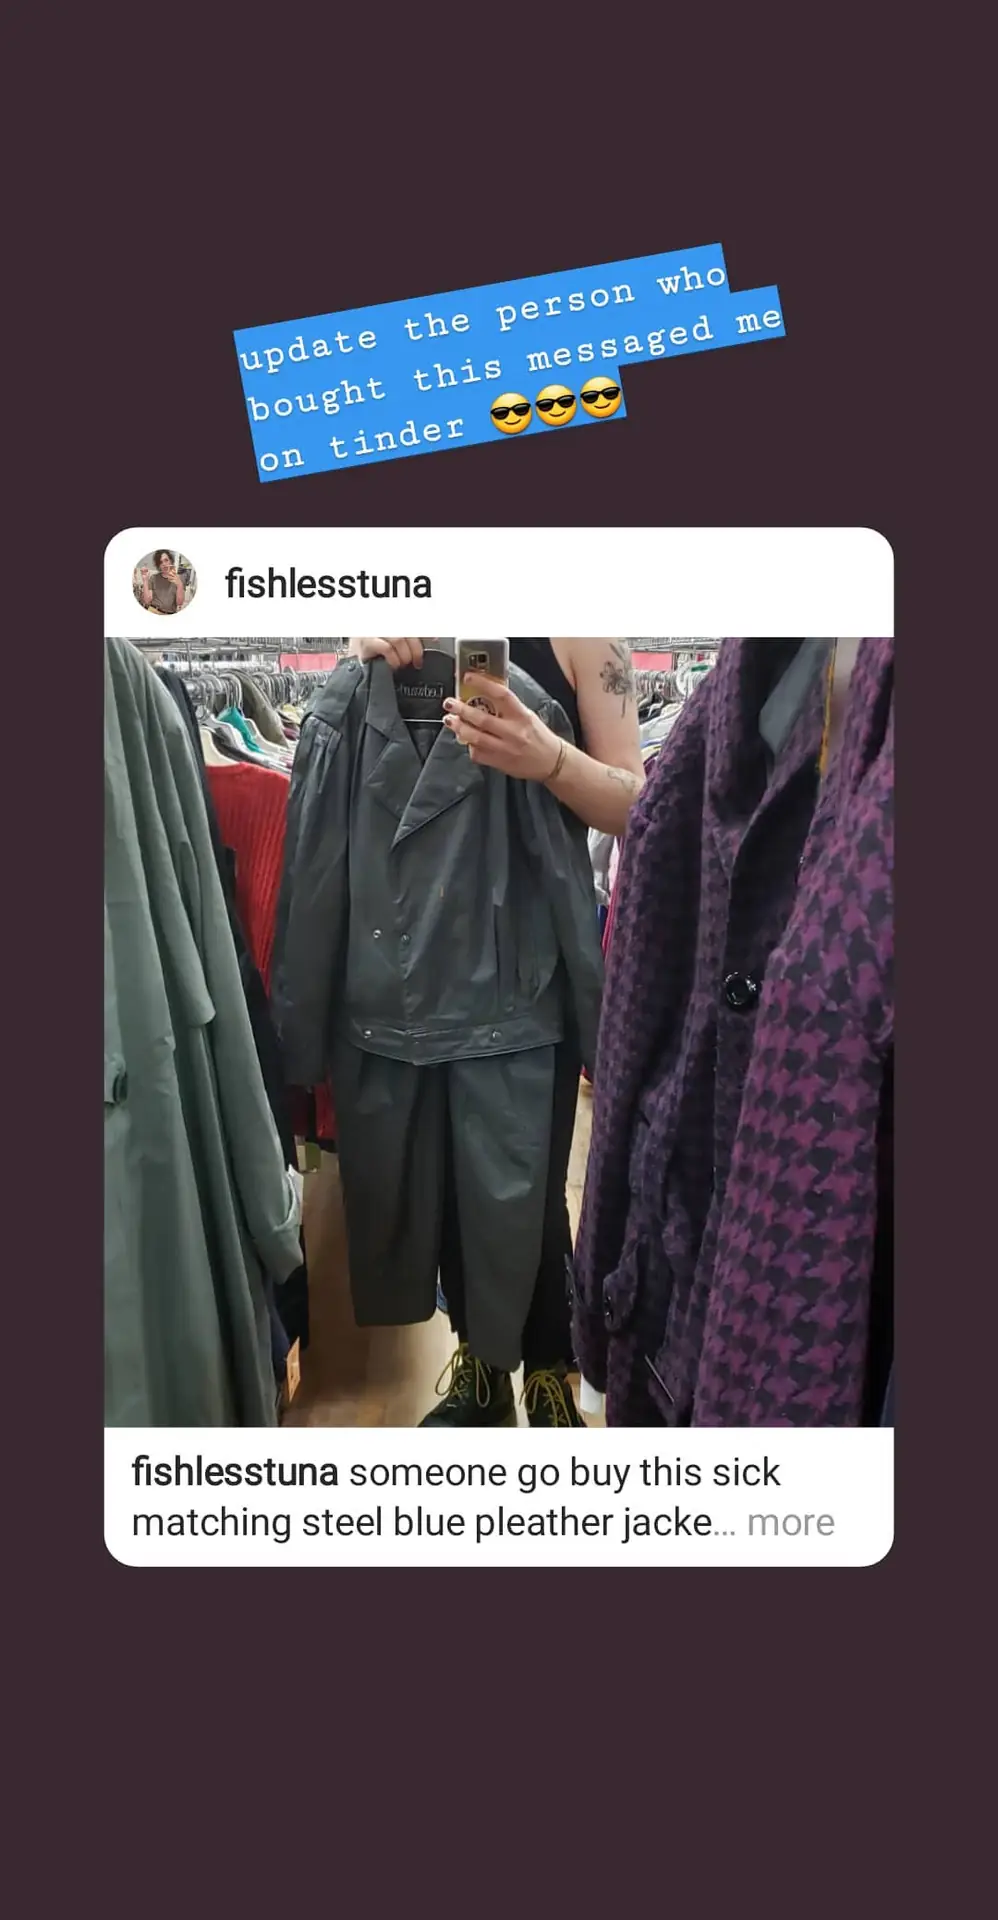 update the person who
bought this messaged me
on tinder 😎😎😎
fishlesstuna
fishlesstuna someone go buy this sick
matching steel blue pleather jacke... more